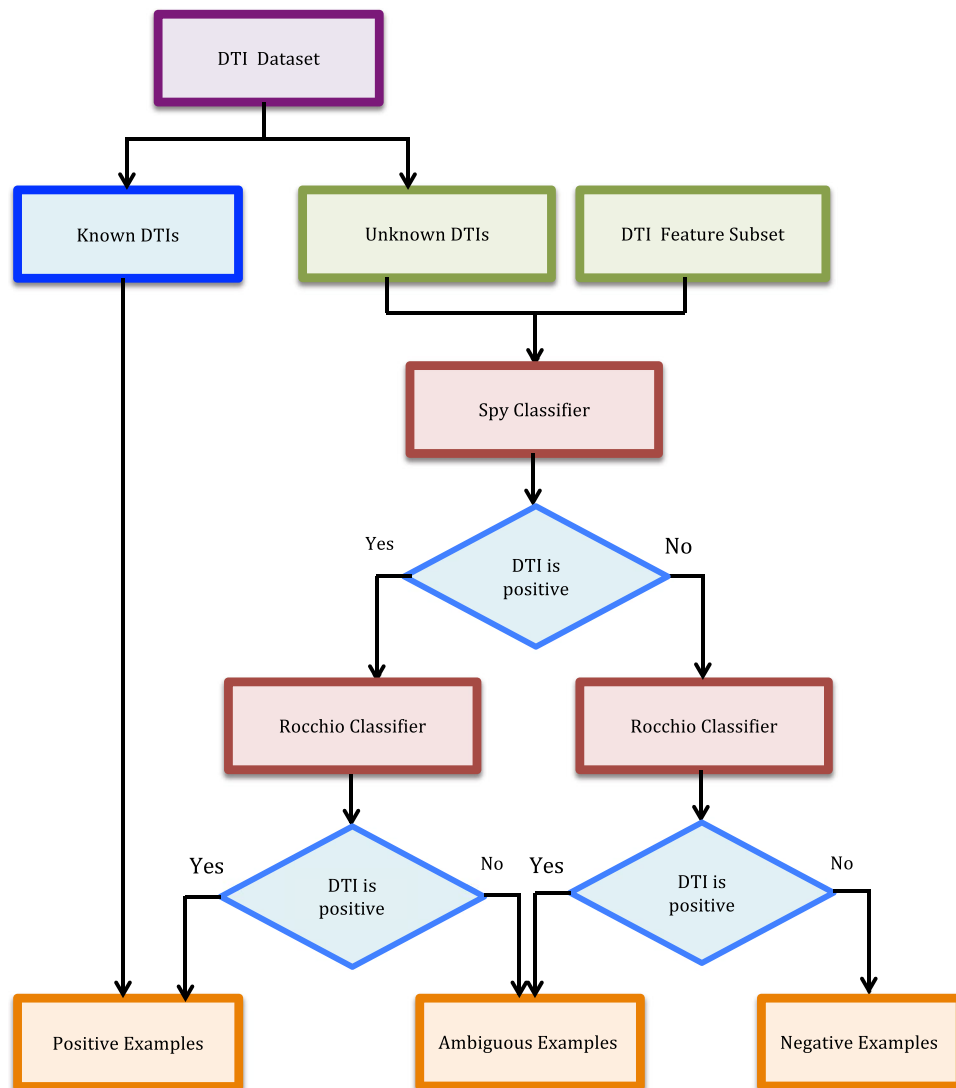 DTI Dataset
Known DTIs
Unknown DTIs
DTI Feature Subset
Spy Classifier
Yes
No
DTI is
positive
Rocchio Classifier
Rocchio Classifier
Yes
DTI is
positive
No
Yes
DTI is
positive
No
Positive Examples
Ambiguous Examples
Negative Examples